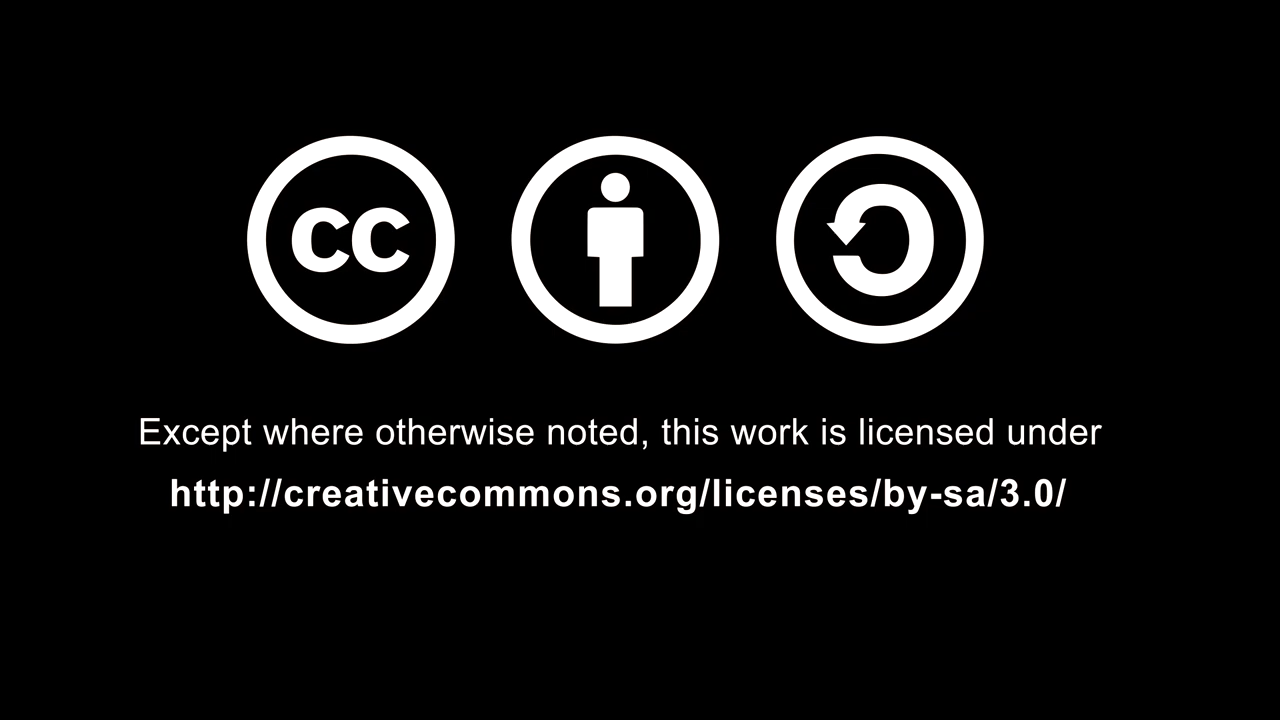 cc
Except where otherwise noted, this work is licensed under
http://creativecommons.org/licenses/by-sa/3.0/